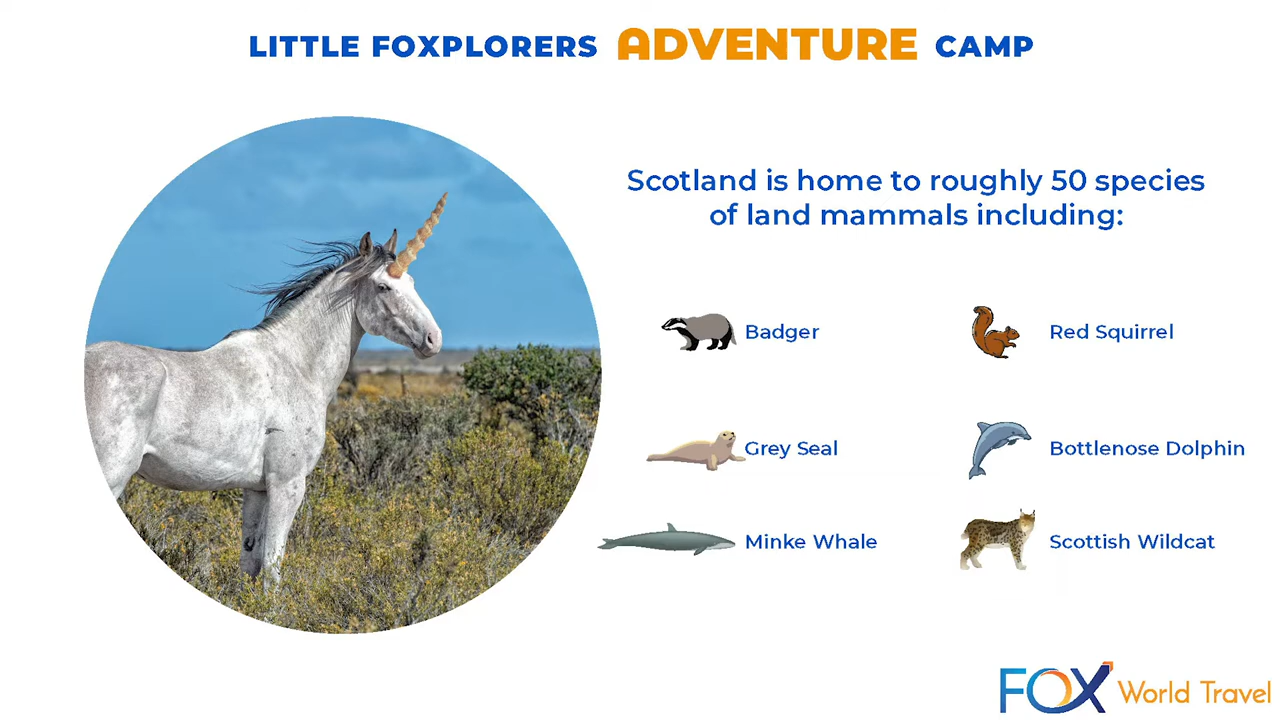 LITTLE FOXPLORERS ADVENTURE CAMP
Scotland is home to roughly 50 species
of land mammals including:
Badger
Red Squirrel
Grey Seal
Bottlenose Dolphin
Minke Whale
Scottish Wildcat
FOX World Travel